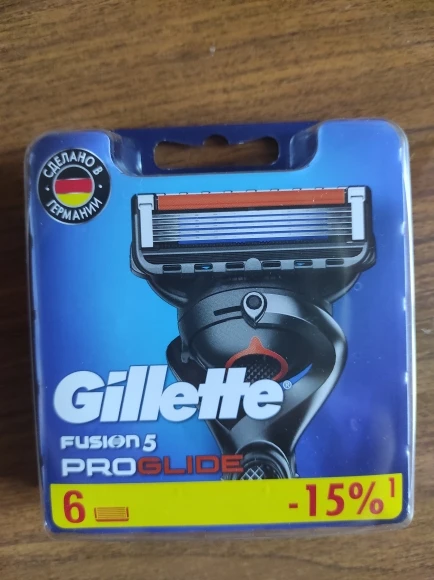 СДЕЛАНО В
ГЕРМАНИИ
Gillette®
FUSION5
PROGLIDE
6 -15%¹